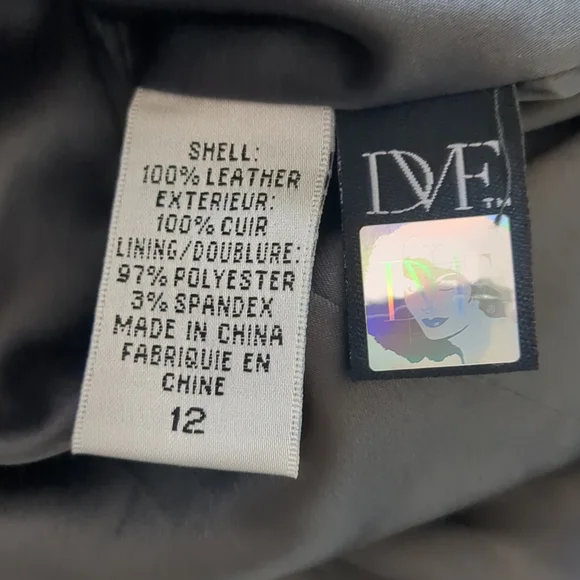 SHELL:
100% LEATHER
EXTERIEUR:
100% CUIR
LINING/DOUBLURE:
97% POLYESTER
3% SPANDEX
MADE IN CHINA
FABRIQUIE EN
CHINE
12
DVF™
DVF